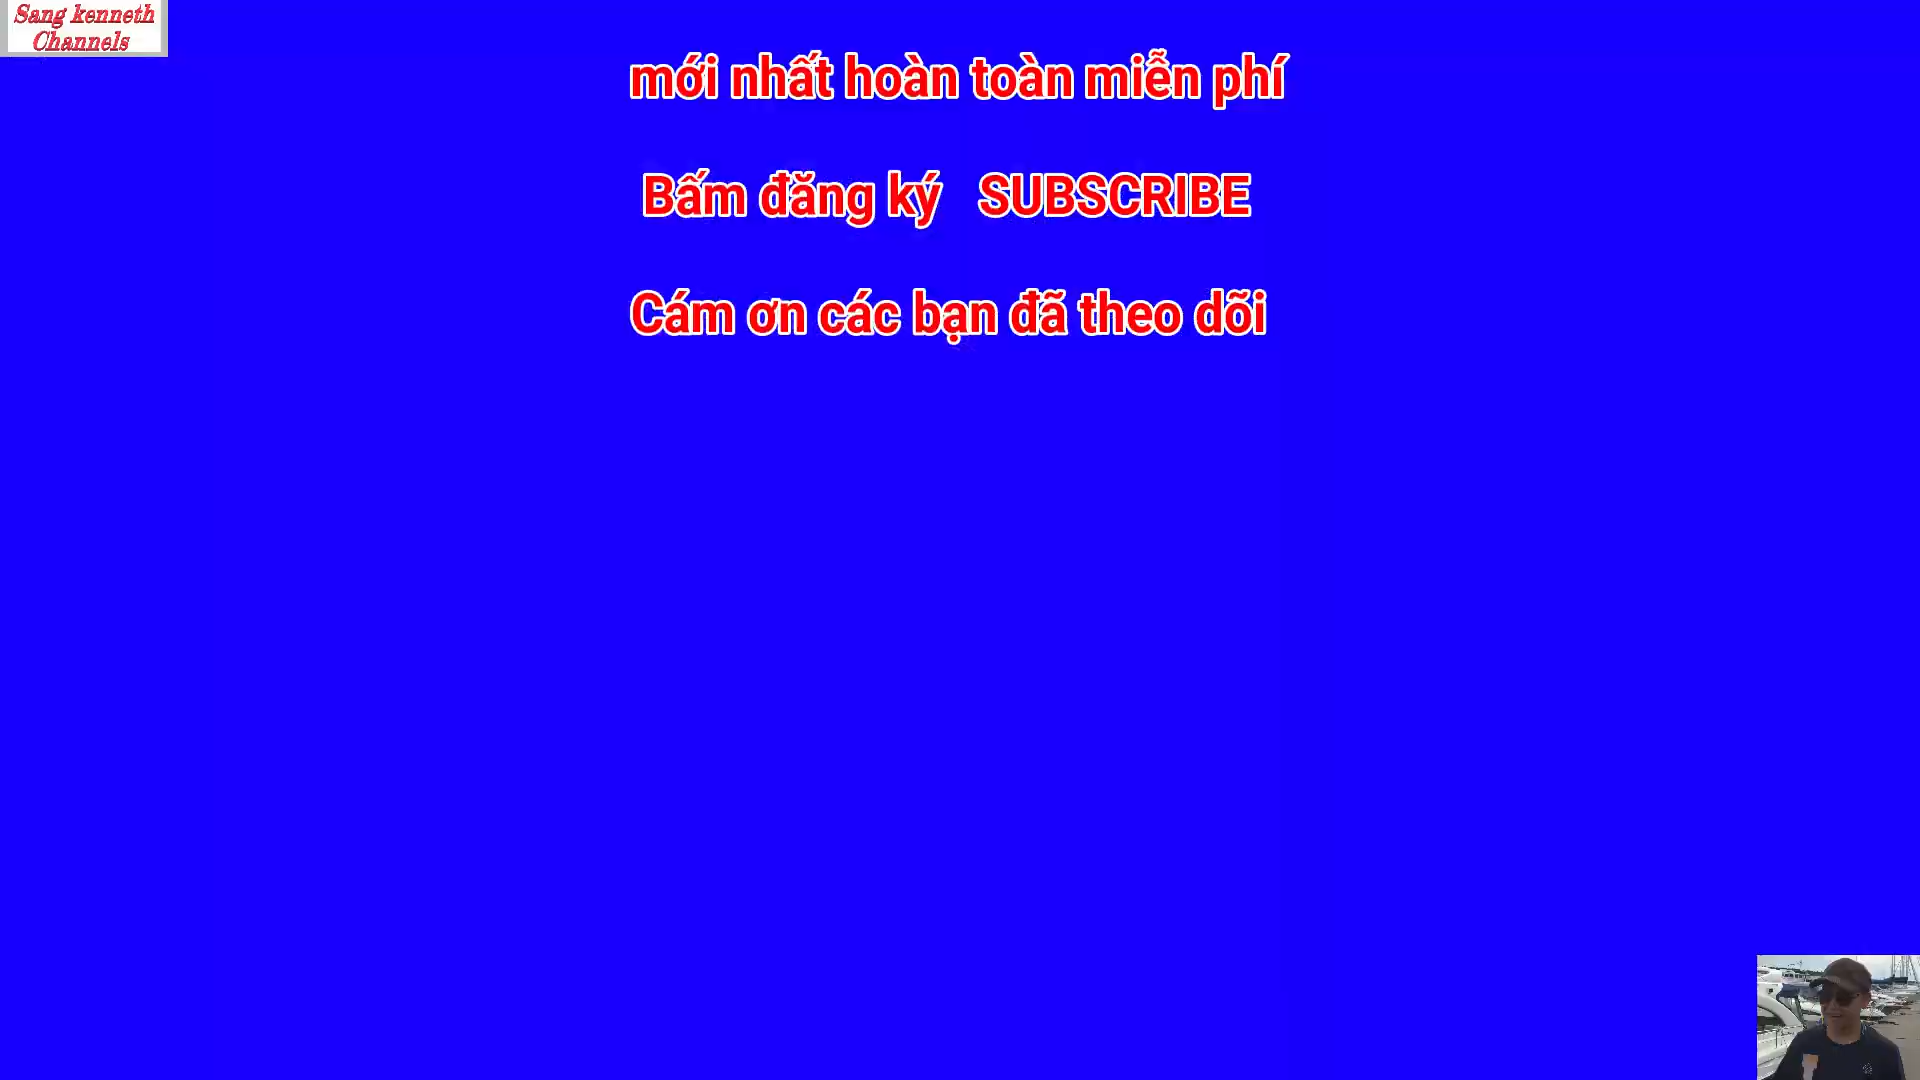 Sang kenneth
Channels
mới nhất hoàn toàn miễn phí
Bấm đăng ký SUBSCRIBE
Cám ơn các bạn đã theo dõi